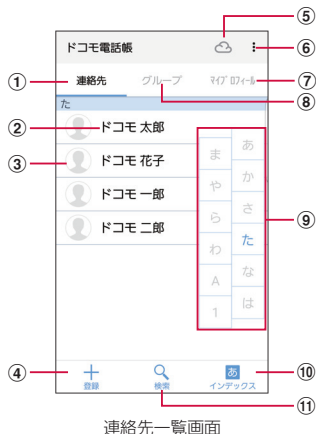 ⑤
ドコモ電話帳
⑥
① 連絡先 グループ マイプロフィール ⑦
⑧
た
② ドコモ 太郎
③ ドコモ 花子
ドコモ 一郎
ドコモ 二郎
あ
か
さ
た
な
は
ま
や
ら
わ
A
1
⑨
④ 登録 検索 あ インデックス ⑩
⑪
連絡先一覧画面